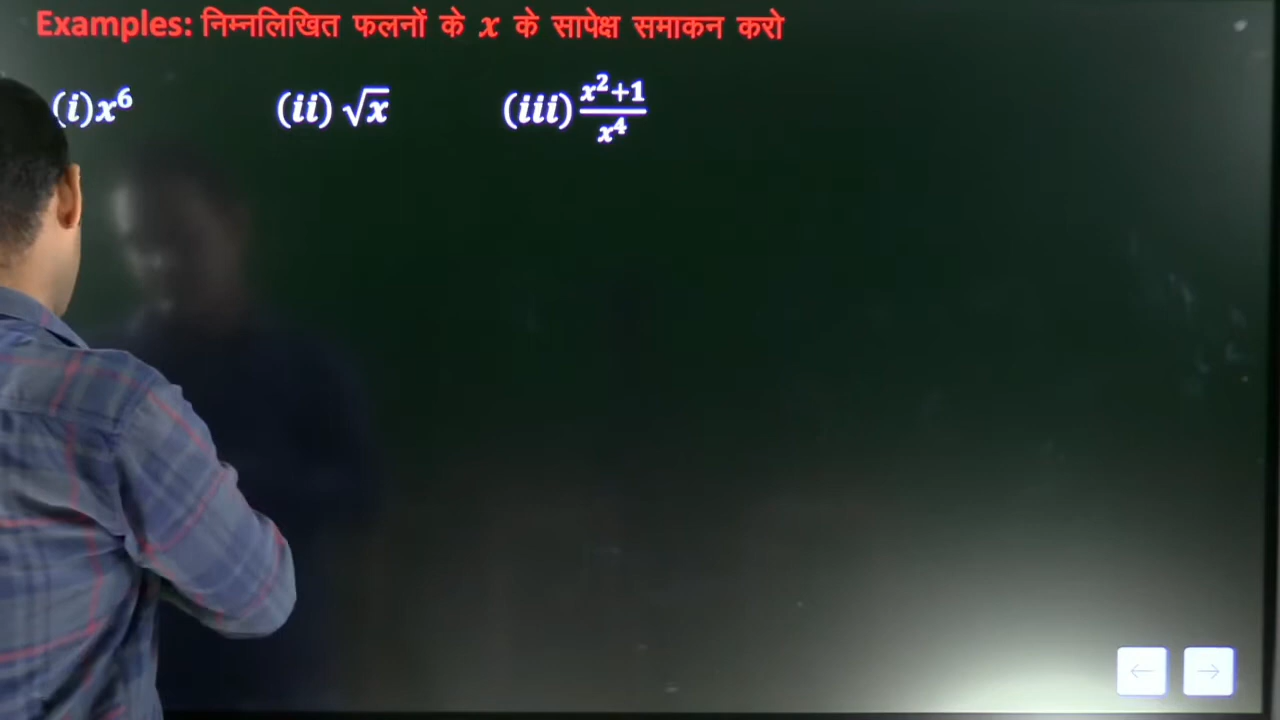 Examples: निम्नलिखित फलनों के x के सापेक्ष समाकन करो
(i) x⁶ (ii) √x (iii) (x²+1)/x⁴